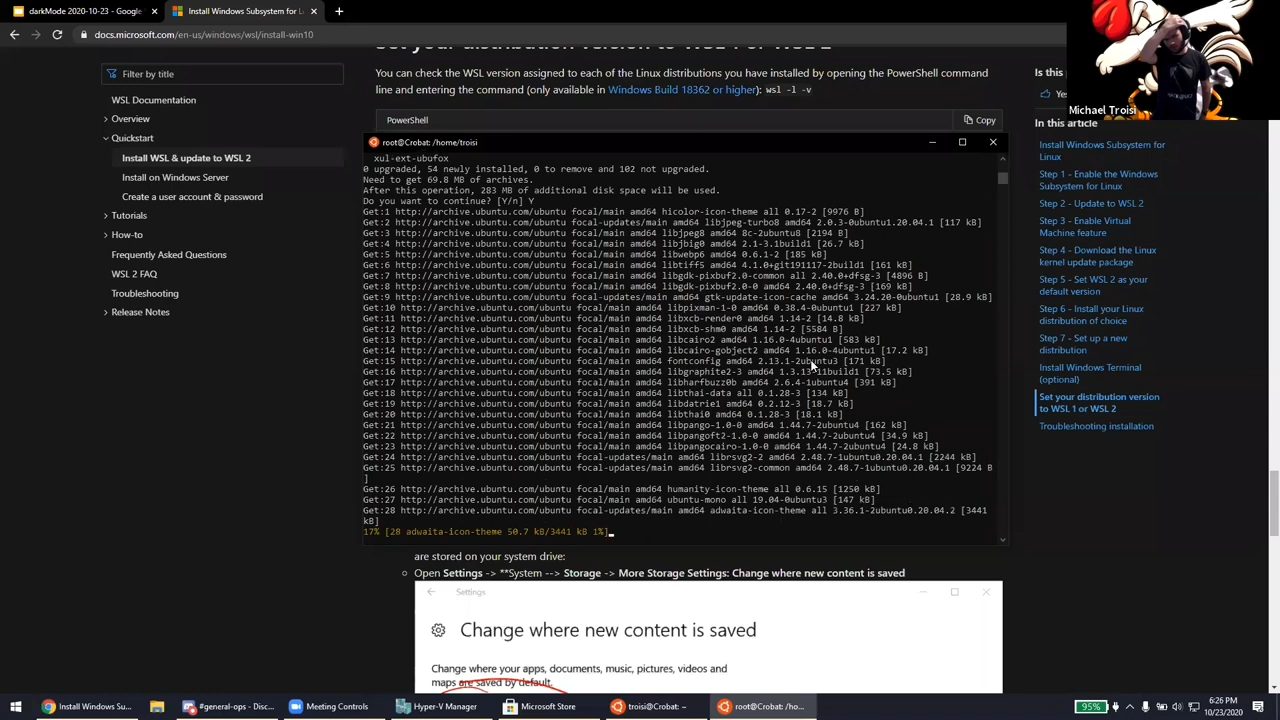 darkMode 2020-10-23 - Google
Install Windows Subsystem for L
docs.microsoft.com/en-us/windows/wsl/install-win10
Filter by title
WSL Documentation
Overview
Quickstart
Install WSL & update to WSL 2
Install on Windows Server
Create a user account & password
Tutorials
How-to
Frequently Asked Questions
WSL 2 FAQ
Troubleshooting
Release Notes
Set your distribution version to WSL 1 or WSL 2
You can check the WSL version assigned to each of the Linux distributions you have installed by opening the PowerShell command
line and entering the command (only available in Windows Build 18362 or higher): wsl -l -v
PowerShell
Copy
root@Crobat: /home/troisi
xul-ext-ubufox
0 upgraded, 54 newly installed, 0 to remove and 102 not upgraded.
Need to get 69.8 MB of archives.
After this operation, 283 MB of additional disk space will be used.
Do you want to continue? [Y/n] Y
Get:1 http://archive.ubuntu.com/ubuntu focal/main amd64 hicolor-icon-theme all 0.17-2 [9976 B]
Get:2 http://archive.ubuntu.com/ubuntu focal-updates/main amd64 libjpeg-turbo8 amd64 2.0.3-0ubuntu1.20.04.1 [117 kB]
Get:3 http://archive.ubuntu.com/ubuntu focal/main amd64 libjpeg8 amd64 8c-2ubuntu8 [2194 B]
Get:4 http://archive.ubuntu.com/ubuntu focal/main amd64 libjbig0 amd64 2.1-3.1build1 [26.7 kB]
Get:5 http://archive.ubuntu.com/ubuntu focal/main amd64 libwebp6 amd64 0.6.1-2 [185 kB]
Get:6 http://archive.ubuntu.com/ubuntu focal/main amd64 libtiff5 amd64 4.1.0+git191117-2build1 [161 kB]
Get:7 http://archive.ubuntu.com/ubuntu focal/main amd64 libgdk-pixbuf2.0-common all 2.40.0+dfsg-3 [4896 B]
Get:8 http://archive.ubuntu.com/ubuntu focal/main amd64 libgdk-pixbuf2.0-0 amd64 2.40.0+dfsg-3 [169 kB]
Get:9 http://archive.ubuntu.com/ubuntu focal-updates/main amd64 gtk-update-icon-cache amd64 3.24.20-0ubuntu1 [28.9 kB]
Get:10 http://archive.ubuntu.com/ubuntu focal/main amd64 libpixman-1-0 amd64 0.38.4-0ubuntu1 [227 kB]
Get:11 http://archive.ubuntu.com/ubuntu focal/main amd64 libxcb-render0 amd64 1.14-2 [14.8 kB]
Get:12 http://archive.ubuntu.com/ubuntu focal/main amd64 libxcb-shm0 amd64 1.14-2 [5584 B]
Get:13 http://archive.ubuntu.com/ubuntu focal/main amd64 libcairo2 amd64 1.16.0-4ubuntu1 [583 kB]
Get:14 http://archive.ubuntu.com/ubuntu focal/main amd64 libcairo-gobject2 amd64 1.16.0-4ubuntu1 [17.2 kB]
Get:15 http://archive.ubuntu.com/ubuntu focal/main amd64 fontconfig amd64 2.13.1-2ubuntu3 [171 kB]
Get:16 http://archive.ubuntu.com/ubuntu focal/main amd64 libgraphite2-3 amd64 1.3.13-11build1 [73.5 kB]
Get:17 http://archive.ubuntu.com/ubuntu focal/main amd64 libharfbuzz0b amd64 2.6.4-1ubuntu4 [391 kB]
Get:18 http://archive.ubuntu.com/ubuntu focal/main amd64 libthai-data all 0.1.28-3 [134 kB]
Get:19 http://archive.ubuntu.com/ubuntu focal/main amd64 libdatrie1 amd64 0.2.12-3 [18.7 kB]
Get:20 http://archive.ubuntu.com/ubuntu focal/main amd64 libthai0 amd64 0.1.28-3 [18.1 kB]
Get:21 http://archive.ubuntu.com/ubuntu focal/main amd64 libpango-1.0-0 amd64 1.44.7-2ubuntu4 [162 kB]
Get:22 http://archive.ubuntu.com/ubuntu focal/main amd64 libpangoft2-1.0-0 amd64 1.44.7-2ubuntu4 [34.9 kB]
Get:23 http://archive.ubuntu.com/ubuntu focal/main amd64 libpangocairo-1.0-0 amd64 1.44.7-2ubuntu4 [24.8 kB]
Get:24 http://archive.ubuntu.com/ubuntu focal-updates/main amd64 librsvg2-2 amd64 2.48.7-1ubuntu0.20.04.1 [2244 kB]
Get:25 http://archive.ubuntu.com/ubuntu focal-updates/main amd64 librsvg2-common amd64 2.48.7-1ubuntu0.20.04.1 [9224 B
]
Get:26 http://archive.ubuntu.com/ubuntu focal/main amd64 humanity-icon-theme all 0.6.15 [1250 kB]
Get:27 http://archive.ubuntu.com/ubuntu focal/main amd64 ubuntu-mono all 19.04-0ubuntu3 [147 kB]
Get:28 http://archive.ubuntu.com/ubuntu focal-updates/main amd64 adwaita-icon-theme all 3.36.1-2ubuntu0.20.04.2 [3441
kB]
17% [28 adwaita-icon-theme 50.7 kB/3441 kB 1%]
are stored on your system drive:
Open Settings -> **System --> Storage -> More Storage Settings: Change where new content is saved
Settings
Change where new content is saved
Change where your apps, documents, music, pictures, videos and
maps are saved by default.
Michael Troisi
Is this
Yes
In this article
Install Windows Subsystem for
Linux
Step 1 - Enable the Windows
Subsystem for Linux
Step 2 - Update to WSL 2
Step 3 - Enable Virtual
Machine feature
Step 4 - Download the Linux
kernel update package
Step 5 - Set WSL 2 as your
default version
Step 6 - Install your Linux
distribution of choice
Step 7 - Set up a new
distribution
Install Windows Terminal
(optional)
Set your distribution version
to WSL 1 or WSL 2
Troubleshooting installation
Install Windows Su...
#general-ops - Disc...
Meeting Controls
Hyper-V Manager
Microsoft Store
troisi@Crobat: ~
root@Crobat: /ho...
95%
6:26 PM
10/23/2020